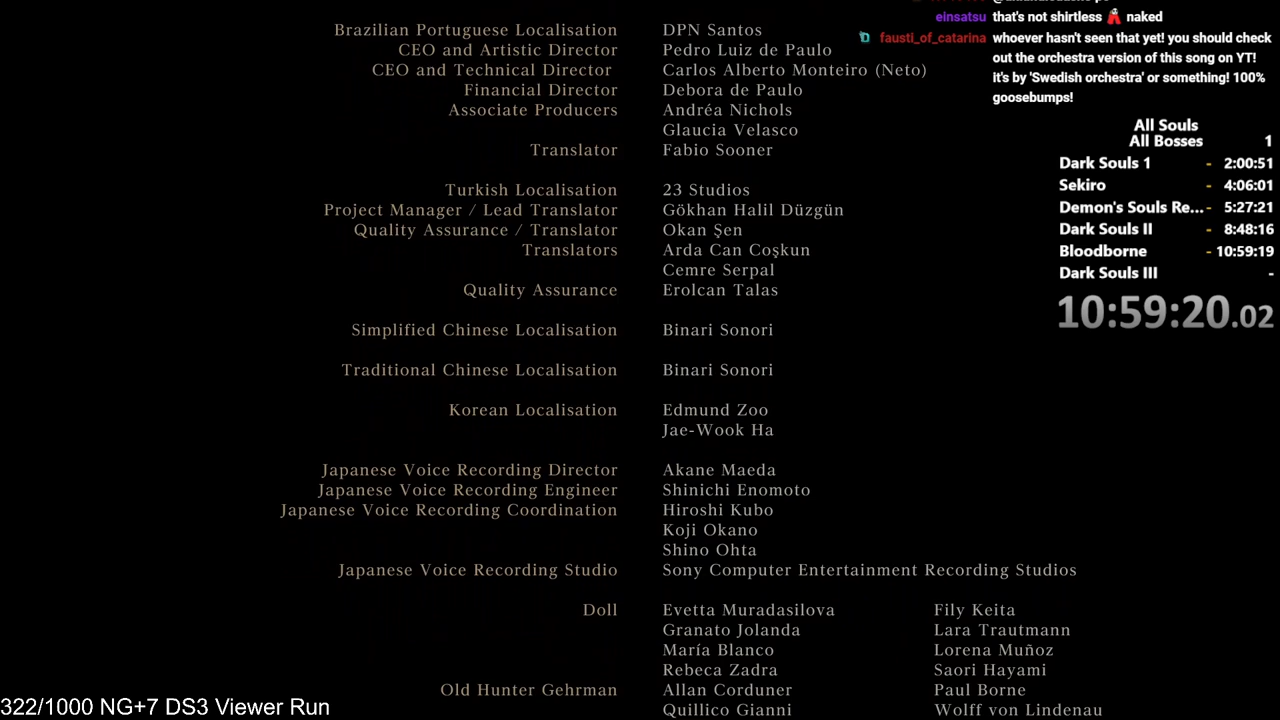 einsatsu that's not shirtless naked
fausti_of_catarina whoever hasn't seen that yet! you should check
out the orchestra version of this song on YT!
it's by 'Swedish orchestra' or something! 100%
goosebumps!
All Souls
All Bosses 1
Dark Souls 1 - 2:00:51
Sekiro - 4:06:01
Demon's Souls Re... - 5:27:21
Dark Souls II - 8:48:16
Bloodborne - 10:59:19
Dark Souls III -
10:59:20.02
Brazilian Portuguese Localisation DPN Santos
CEO and Artistic Director Pedro Luiz de Paulo
CEO and Technical Director Carlos Alberto Monteiro (Neto)
Financial Director Debora de Paulo
Associate Producers Andréa Nichols
Glaucia Velasco
Translator Fabio Sooner
Turkish Localisation 23 Studios
Project Manager / Lead Translator Gökhan Halil Düzgün
Quality Assurance / Translator Okan Şen
Translators Arda Can Coşkun
Cemre Serpal
Quality Assurance Erolcan Talas
Simplified Chinese Localisation Binari Sonori
Traditional Chinese Localisation Binari Sonori
Korean Localisation Edmund Zoo
Jae-Wook Ha
Japanese Voice Recording Director Akane Maeda
Japanese Voice Recording Engineer Shinichi Enomoto
Japanese Voice Recording Coordination Hiroshi Kubo
Koji Okano
Shino Ohta
Japanese Voice Recording Studio Sony Computer Entertainment Recording Studios
Doll Evetta Muradasilova Fily Keita
Granato Jolanda Lara Trautmann
María Blanco Lorena Muñoz
Rebeca Zadra Saori Hayami
Old Hunter Gehrman Allan Corduner Paul Borne
Quillico Gianni Wolff von Lindenau
322/1000 NG+7 DS3 Viewer Run